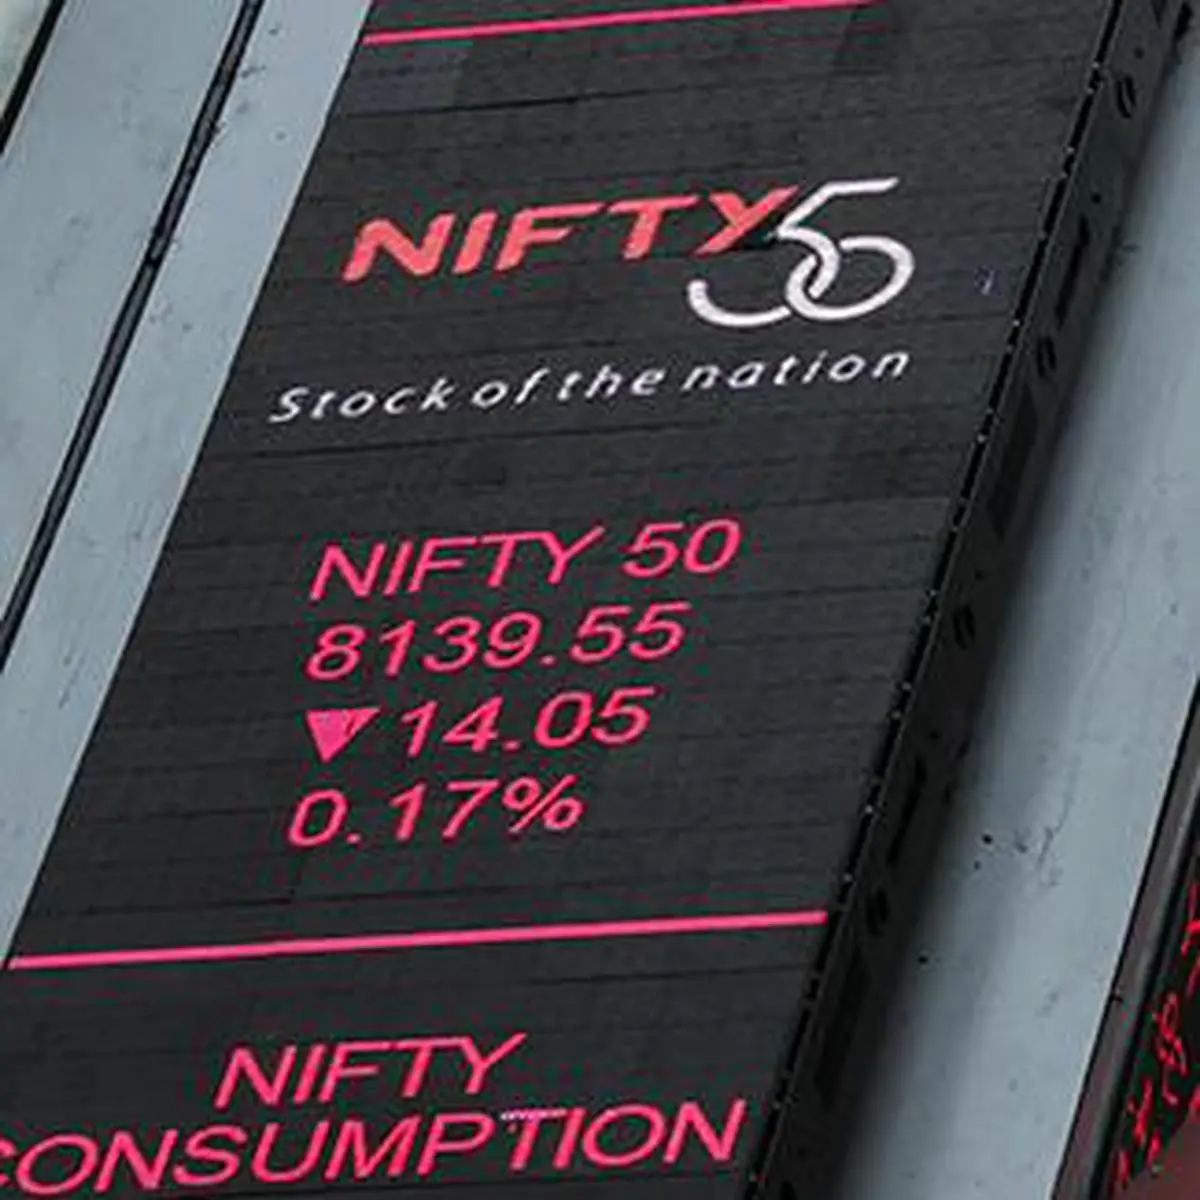 NIFTY50
Stock of the nation
NIFTY 50
8139.55
▼14.05
0.17%
NIFTY
CONSUMPTION